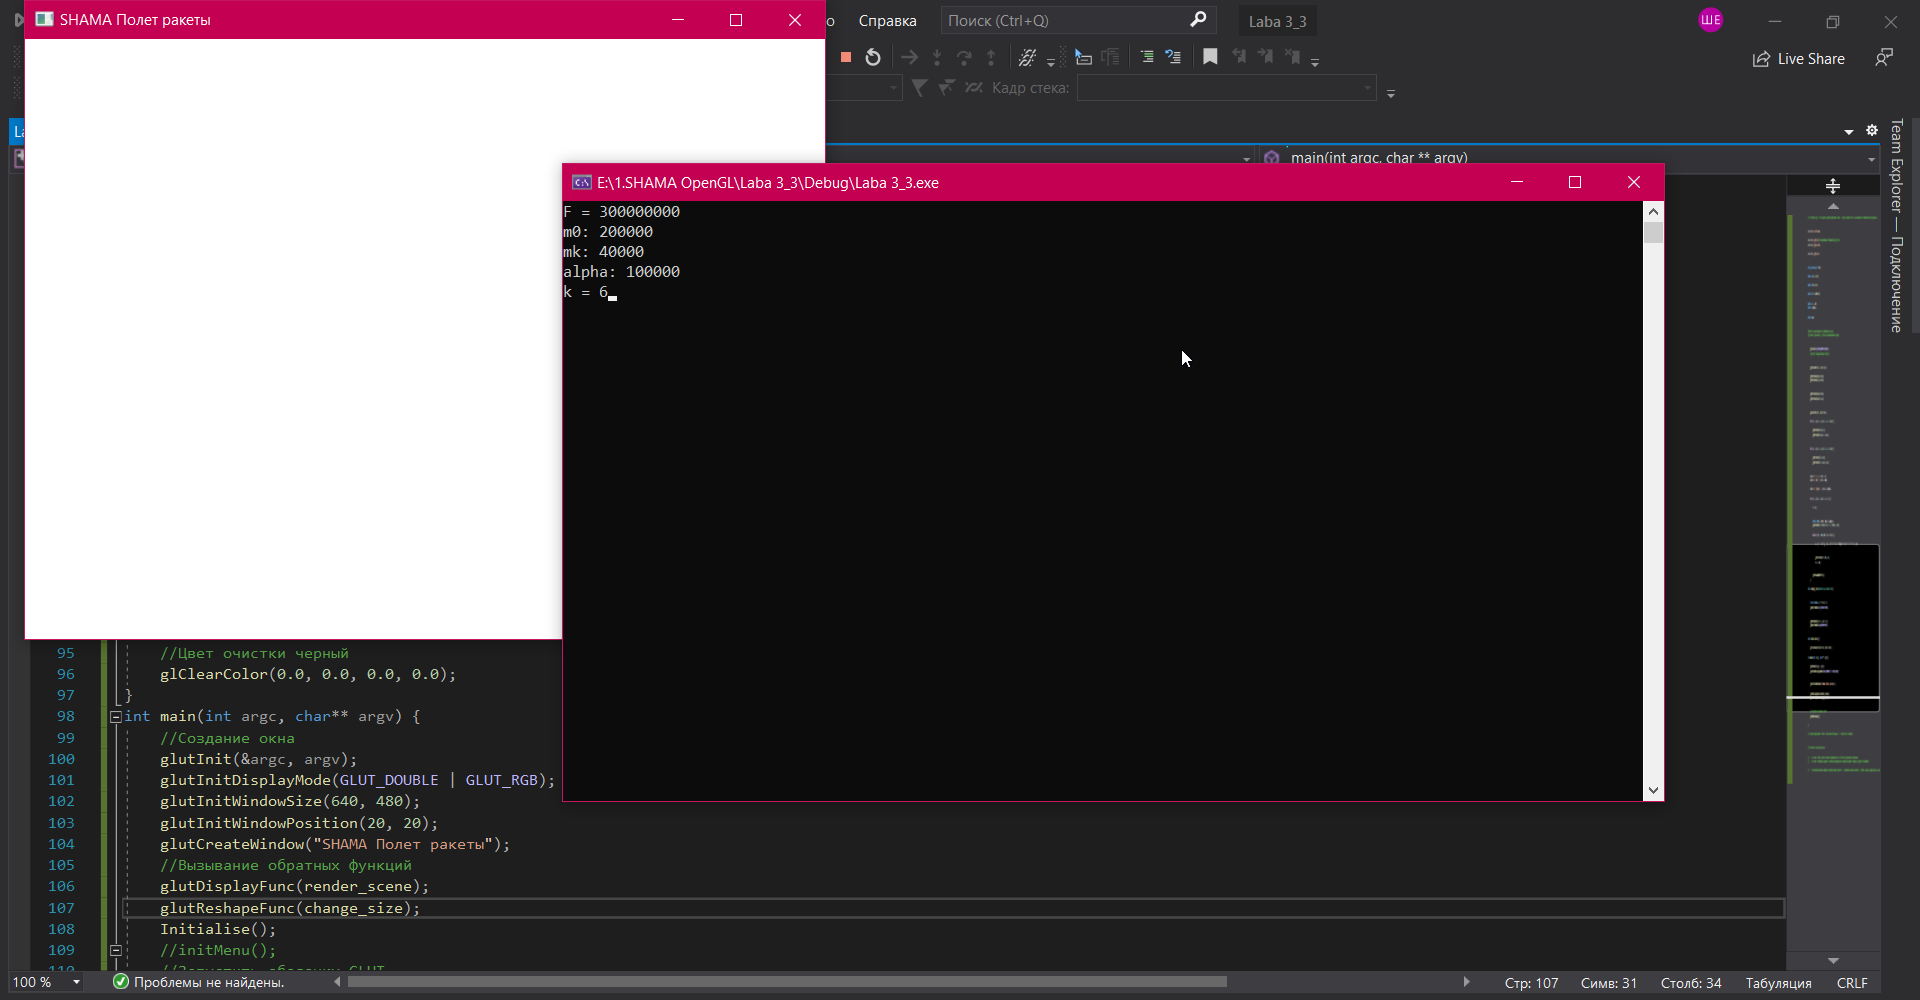 SHAMA Полет ракеты
о Справка Поиск (Ctrl+Q) Laba 3_3 ШЕ
Live Share
Кадр стека:
La
main(int argc, char ** argv)
Team Explorer — Подключение
E:\1.SHAMA OpenGL\Laba 3_3\Debug\Laba 3_3.exe
F = 300000000
m0: 200000
mk: 40000
alpha: 100000
k = 6
95 //Цвет очистки черный
96 glClearColor(0.0, 0.0, 0.0, 0.0);
97 }
98 int main(int argc, char** argv) {
99 //Создание окна
100 glutInit(&argc, argv);
101 glutInitDisplayMode(GLUT_DOUBLE | GLUT_RGB);
102 glutInitWindowSize(640, 480);
103 glutInitWindowPosition(20, 20);
104 glutCreateWindow("SHAMA Полет ракеты");
105 //Вызывание обратных функций
106 glutDisplayFunc(render_scene);
107 glutReshapeFunc(change_size);
108 Initialise();
109 //initMenu();
110 GLUT
100 % Проблемы не найдены. Стр: 107 Симв: 31 Столб: 34 Табуляция CRLF